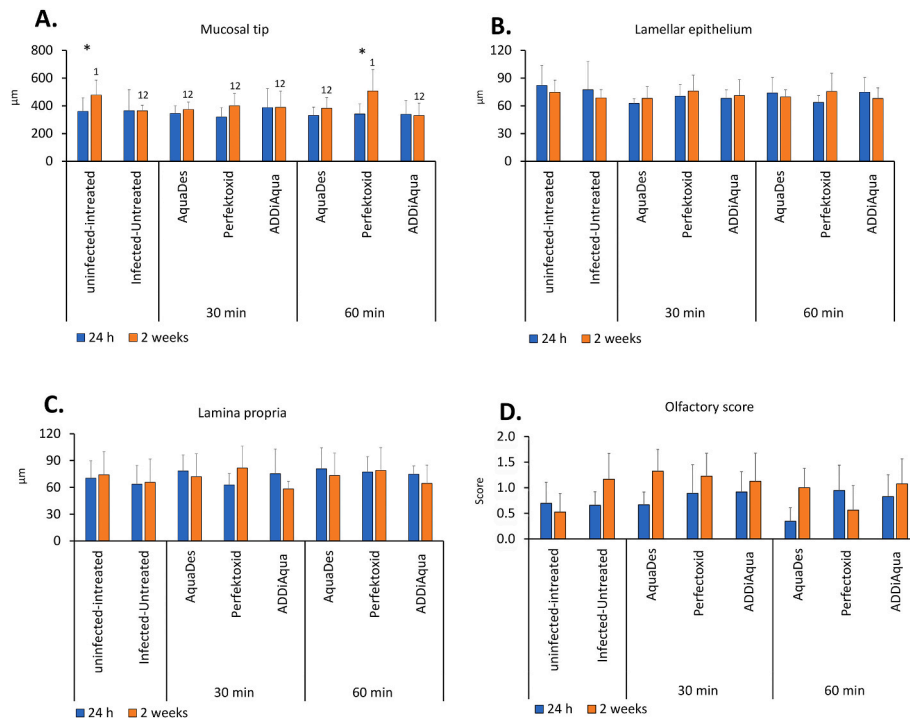 A.
Mucosal tip
800
600
400
200
0
μm
*
1
12
12
12
12
12
*
1
12
uninfected-intreated
Infected-Untreated
AquaDes
Perfektoxid
ADDiAqua
AquaDes
Perfektoxid
ADDiAqua
30 min
60 min
24 h
2 weeks
B.
Lamellar epithelium
120
90
60
30
0
μm
uninfected-intreated
Infected-Untreated
AquaDes
Perfektoxid
ADDiAqua
AquaDes
Perfektoxid
ADDiAqua
30 min
60 min
24 h
2 weeks
C.
Lamina propria
120
90
60
30
0
μm
uninfected-intreated
Infected-Untreated
AquaDes
Perfektoxid
ADDiAqua
AquaDes
Perfektoxid
ADDiAqua
30 min
60 min
24 h
2 weeks
D.
Olfactory score
2.0
1.5
1.0
0.5
0.0
Score
uninfected-intreated
Infected-Untreated
AquaDes
Perfectoxid
ADDiAqua
AquaDes
Perfectoxid
ADDiAqua
30 min
60 min
24 h
2 weeks